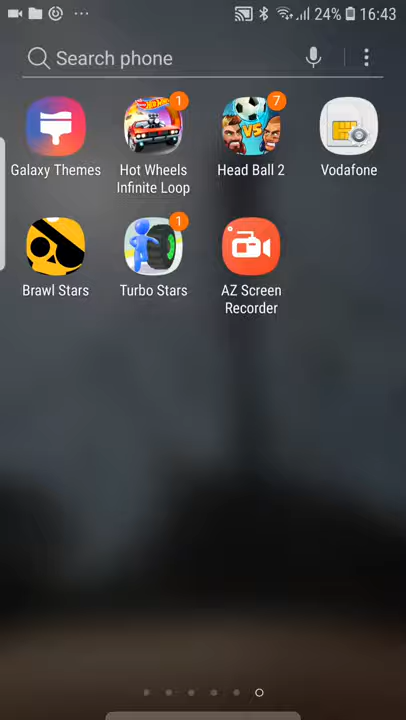 24% 16:43
Search phone
1
7
Galaxy Themes
Hot Wheels
Infinite Loop
VS
Head Ball 2
Vodafone
1
Brawl Stars
Turbo Stars
AZ Screen
Recorder